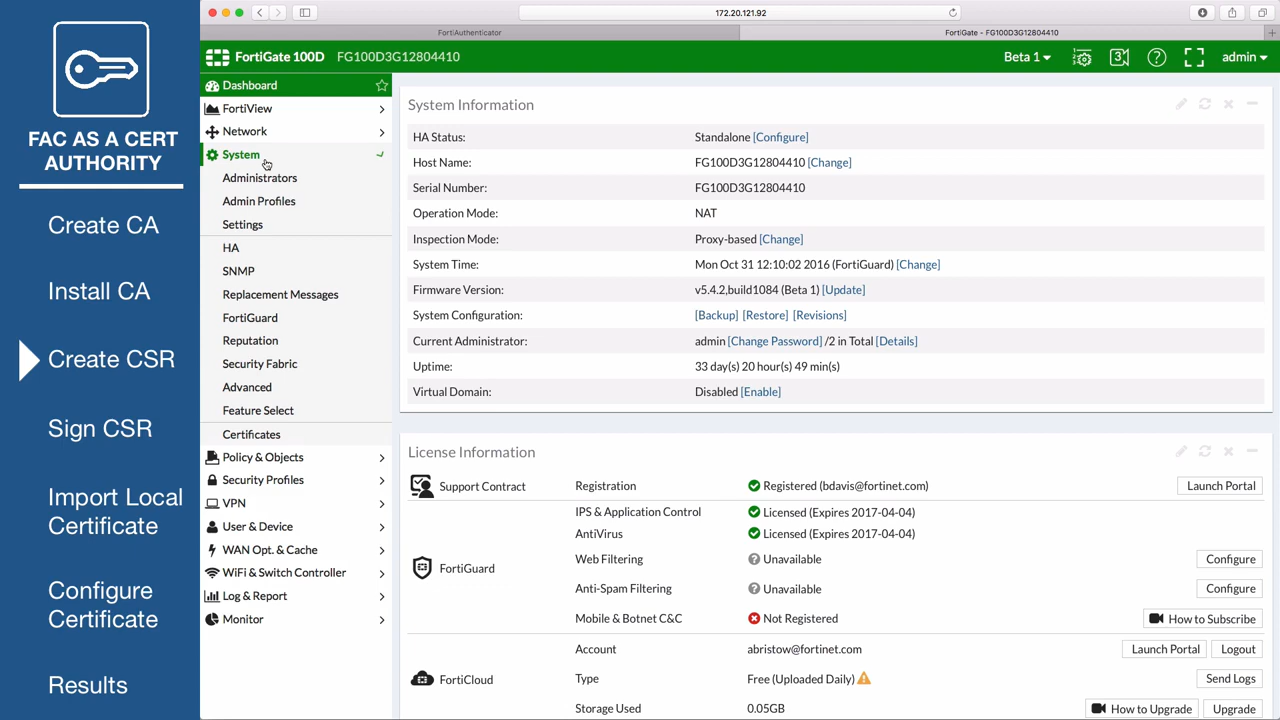 FAC AS A CERT
AUTHORITY
Create CA
Install CA
Create CSR
Sign CSR
Import Local
Certificate
Configure
Certificate
Results
172.20.121.92
FortiAuthenticator
FortiGate - FG100D3G12804410
FortiGate 100D FG100D3G12804410
Beta 1
admin
Dashboard
FortiView
Network
System
Administrators
Admin Profiles
Settings
HA
SNMP
Replacement Messages
FortiGuard
Reputation
Security Fabric
Advanced
Feature Select
Certificates
Policy & Objects
Security Profiles
VPN
User & Device
WAN Opt. & Cache
WiFi & Switch Controller
Log & Report
Monitor
System Information
HA Status: Standalone [Configure]
Host Name: FG100D3G12804410 [Change]
Serial Number: FG100D3G12804410
Operation Mode: NAT
Inspection Mode: Proxy-based [Change]
System Time: Mon Oct 31 12:10:02 2016 (FortiGuard) [Change]
Firmware Version: v5.4.2,build1084 (Beta 1) [Update]
System Configuration: [Backup] [Restore] [Revisions]
Current Administrator: admin [Change Password] /2 in Total [Details]
Uptime: 33 day(s) 20 hour(s) 49 min(s)
Virtual Domain: Disabled [Enable]
License Information
Support Contract Registration Registered (bdavis@fortinet.com) Launch Portal
IPS & Application Control Licensed (Expires 2017-04-04)
AntiVirus Licensed (Expires 2017-04-04)
Web Filtering Unavailable Configure
FortiGuard
Anti-Spam Filtering Unavailable Configure
Mobile & Botnet C&C Not Registered How to Subscribe
Account abristow@fortinet.com Launch Portal Logout
FortiCloud Type Free (Uploaded Daily) Send Logs
Storage Used 0.05GB How to Upgrade Upgrade